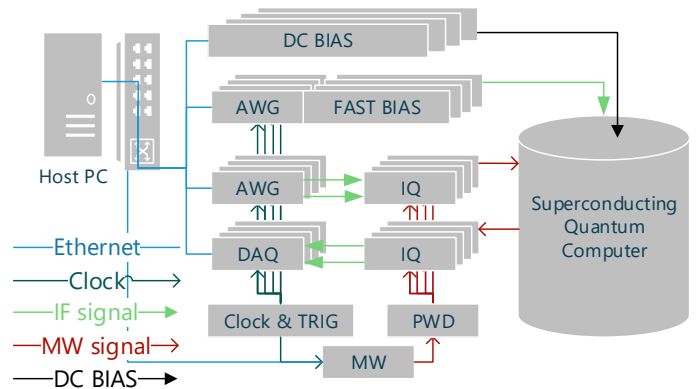 DC BIAS
AWG
FAST BIAS
Host PC
AWG
IQ
Superconducting
Quantum
Computer
Ethernet
DAQ
IQ
Clock
IF signal
Clock & TRIG
PWD
MW signal
MW
DC BIAS